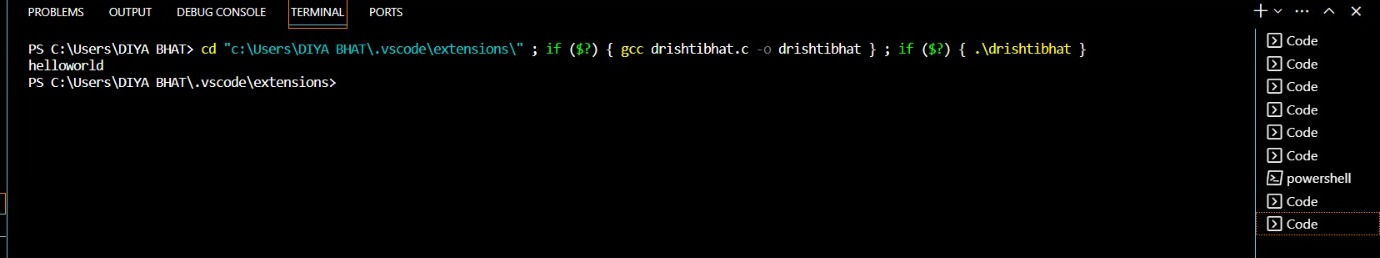 PROBLEMS OUTPUT DEBUG CONSOLE TERMINAL PORTS
PS C:\Users\DIYA BHAT> cd "c:\Users\DIYA BHAT\.vscode\extensions\" ; if ($?) { gcc drishtibhat.c -o drishtibhat } ; if ($?) { .\drishtibhat }
helloworld
PS C:\Users\DIYA BHAT\.vscode\extensions>
Code
Code
Code
Code
Code
Code
powershell
Code
Code